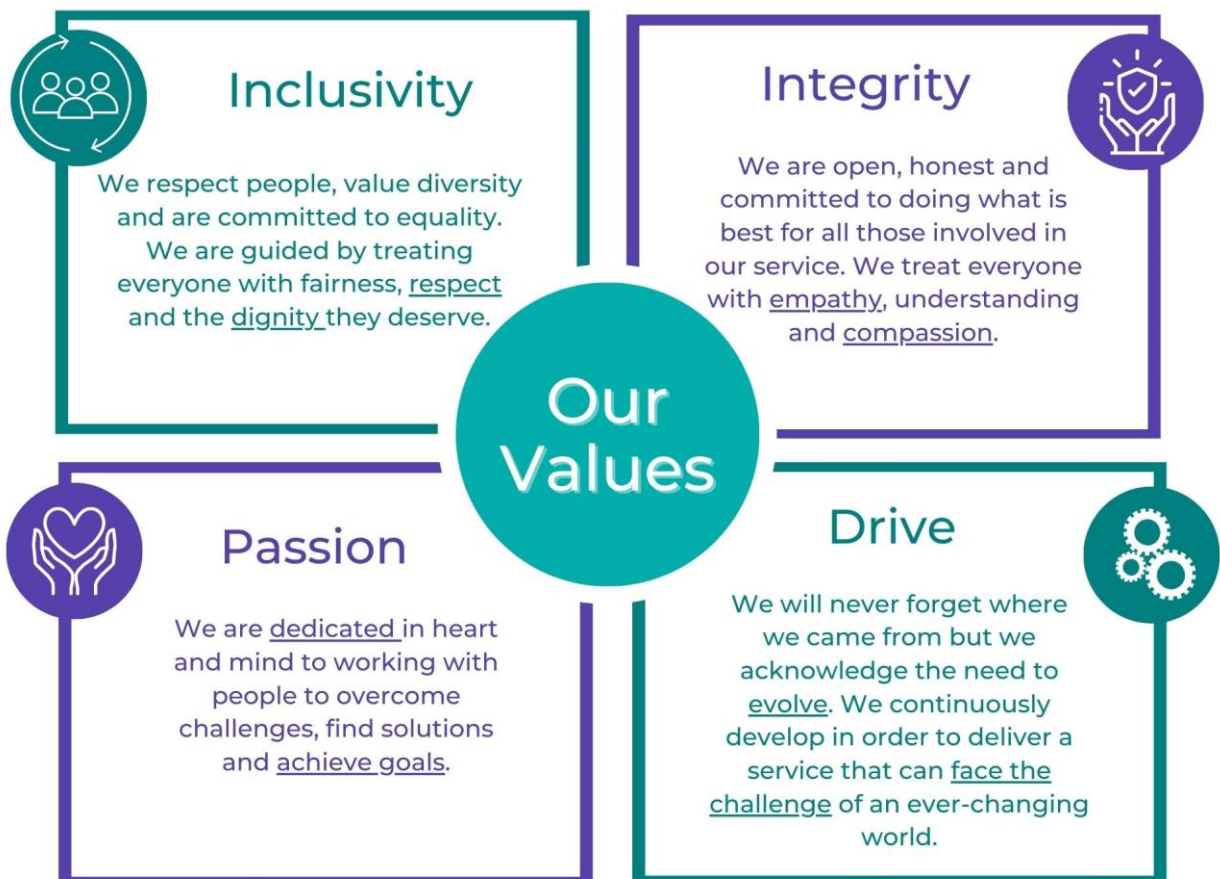 Inclusivity
We respect people, value diversity
and are committed to equality.
We are guided by treating
everyone with fairness, respect
and the dignity they deserve.
Integrity
We are open, honest and
committed to doing what is
best for all those involved in
our service. We treat everyone
with empathy, understanding
and compassion.
Our
Values
Passion
We are dedicated in heart
and mind to working with
people to overcome
challenges, find solutions
and achieve goals.
Drive
We will never forget where
we came from but we
acknowledge the need to
evolve. We continuously
develop in order to deliver a
service that can face the
challenge of an ever-changing
world.